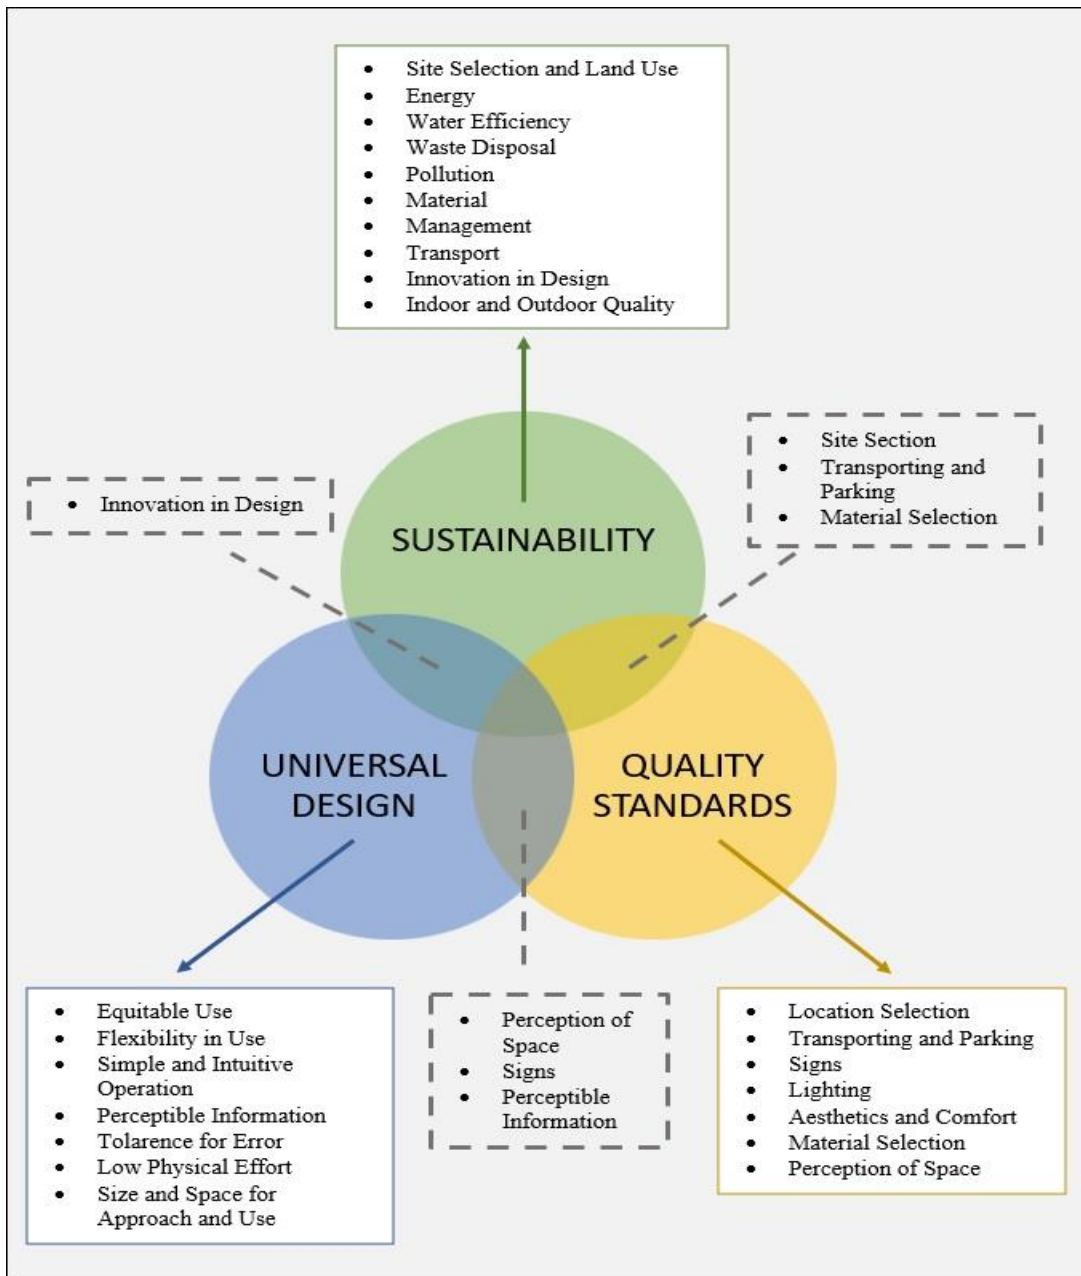 • Site Selection and Land Use
• Energy
• Water Efficiency
• Waste Disposal
• Pollution
• Material
• Management
• Transport
• Innovation in Design
• Indoor and Outdoor Quality
• Innovation in Design
• Site Section
• Transporting and
Parking
• Material Selection
SUSTAINABILITY
UNIVERSAL
DESIGN
QUALITY
STANDARDS
• Equitable Use
• Flexibility in Use
• Simple and Intuitive
Operation
• Perceptible Information
• Tolarence for Error
• Low Physical Effort
• Size and Space for
Approach and Use
• Perception of
Space
• Signs
• Perceptible
Information
• Location Selection
• Transporting and Parking
• Signs
• Lighting
• Aesthetics and Comfort
• Material Selection
• Perception of Space